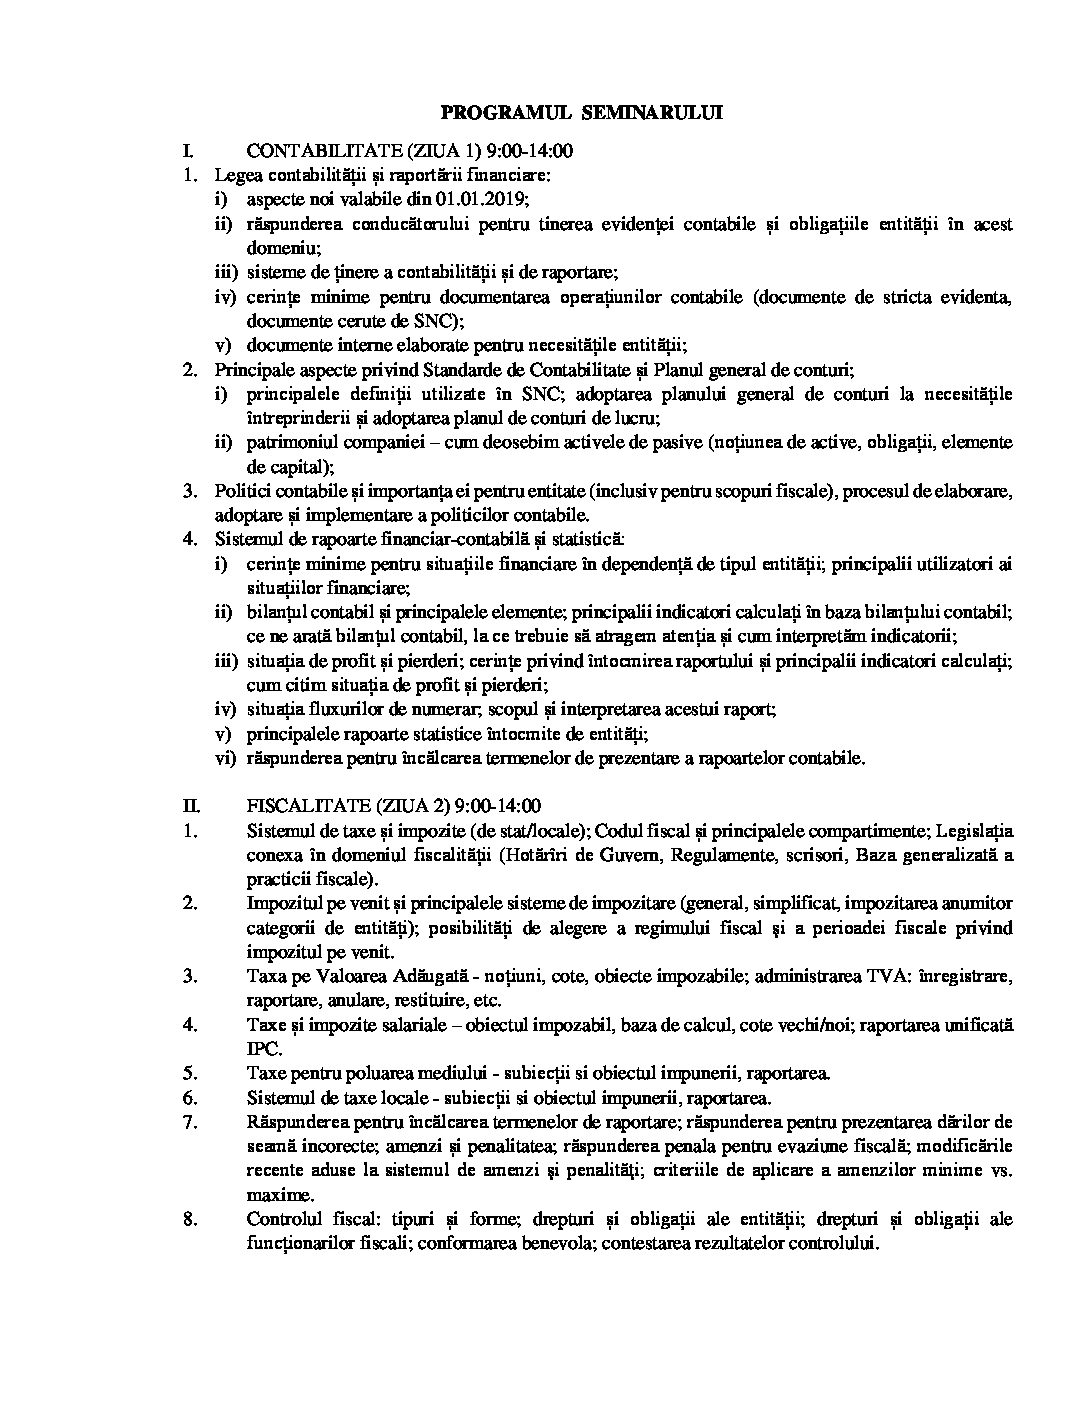 PROGRAMUL SEMINARULUI
I. CONTABILITATE (ZIUA 1) 9:00-14:00
1. Legea contabilității și raportării financiare:
i) aspecte noi valabile din 01.01.2019;
ii) răspunderea conducătorului pentru tinerea evidenței contabile și obligațiile entității în acest
domeniu;
iii) sisteme de ținere a contabilității și de raportare;
iv) cerințe minime pentru documentarea operațiunilor contabile (documente de stricta evidenta,
documente cerute de SNC);
v) documente interne elaborate pentru necesitățile entității;
2. Principale aspecte privind Standarde de Contabilitate și Planul general de conturi;
i) principalele definiții utilizate în SNC; adoptarea planului general de conturi la necesitățile
întreprinderii și adoptarea planul de conturi de lucru;
ii) patrimoniul companiei – cum deosebim activele de pasive (noțiunea de active, obligații, elemente
de capital);
3. Politici contabile și importanța ei pentru entitate (inclusiv pentru scopuri fiscale), procesul de elaborare,
adoptare și implementare a politicilor contabile.
4. Sistemul de rapoarte financiar-contabilă și statistică:
i) cerințe minime pentru situațiile financiare în dependență de tipul entității; principalii utilizatori ai
situațiilor financiare;
ii) bilanțul contabil și principalele elemente; principalii indicatori calculați în baza bilanțului contabil;
ce ne arată bilanțul contabil, la ce trebuie să atragem atenția și cum interpretăm indicatorii;
iii) situația de profit și pierderi; cerințe privind întocmirea raportului și principalii indicatori calculați;
cum citim situația de profit și pierderi;
iv) situația fluxurilor de numerar; scopul și interpretarea acestui raport;
v) principalele rapoarte statistice întocmite de entități;
vi) răspunderea pentru încălcarea termenelor de prezentare a rapoartelor contabile.
II. FISCALITATE (ZIUA 2) 9:00-14:00
1. Sistemul de taxe și impozite (de stat/locale); Codul fiscal și principalele compartimente; Legislația
conexa în domeniul fiscalității (Hotărîri de Guvern, Regulamente, scrisori, Baza generalizată a
practicii fiscale).
2. Impozitul pe venit și principalele sisteme de impozitare (general, simplificat, impozitarea anumitor
categorii de entități); posibilități de alegere a regimului fiscal şi a perioadei fiscale privind
impozitul pe venit.
3. Taxa pe Valoarea Adăugată - noțiuni, cote, obiecte impozabile; administrarea TVA: înregistrare,
raportare, anulare, restituire, etc.
4. Taxe și impozite salariale – obiectul impozabil, baza de calcul, cote vechi/noi; raportarea unificată
IPC.
5. Taxe pentru poluarea mediului - subiecții si obiectul impunerii, raportarea.
6. Sistemul de taxe locale - subiecții si obiectul impunerii, raportarea.
7. Răspunderea pentru încălcarea termenelor de raportare; răspunderea pentru prezentarea dărilor de
seamă incorecte; amenzi și penalitatea; răspunderea penala pentru evaziune fiscală; modificările
recente aduse la sistemul de amenzi şi penalităţi; criteriile de aplicare a amenzilor minime vs.
maxime.
8. Controlul fiscal: tipuri și forme; drepturi și obligații ale entității; drepturi și obligații ale
funcționarilor fiscali; conformarea benevola; contestarea rezultatelor controlului.